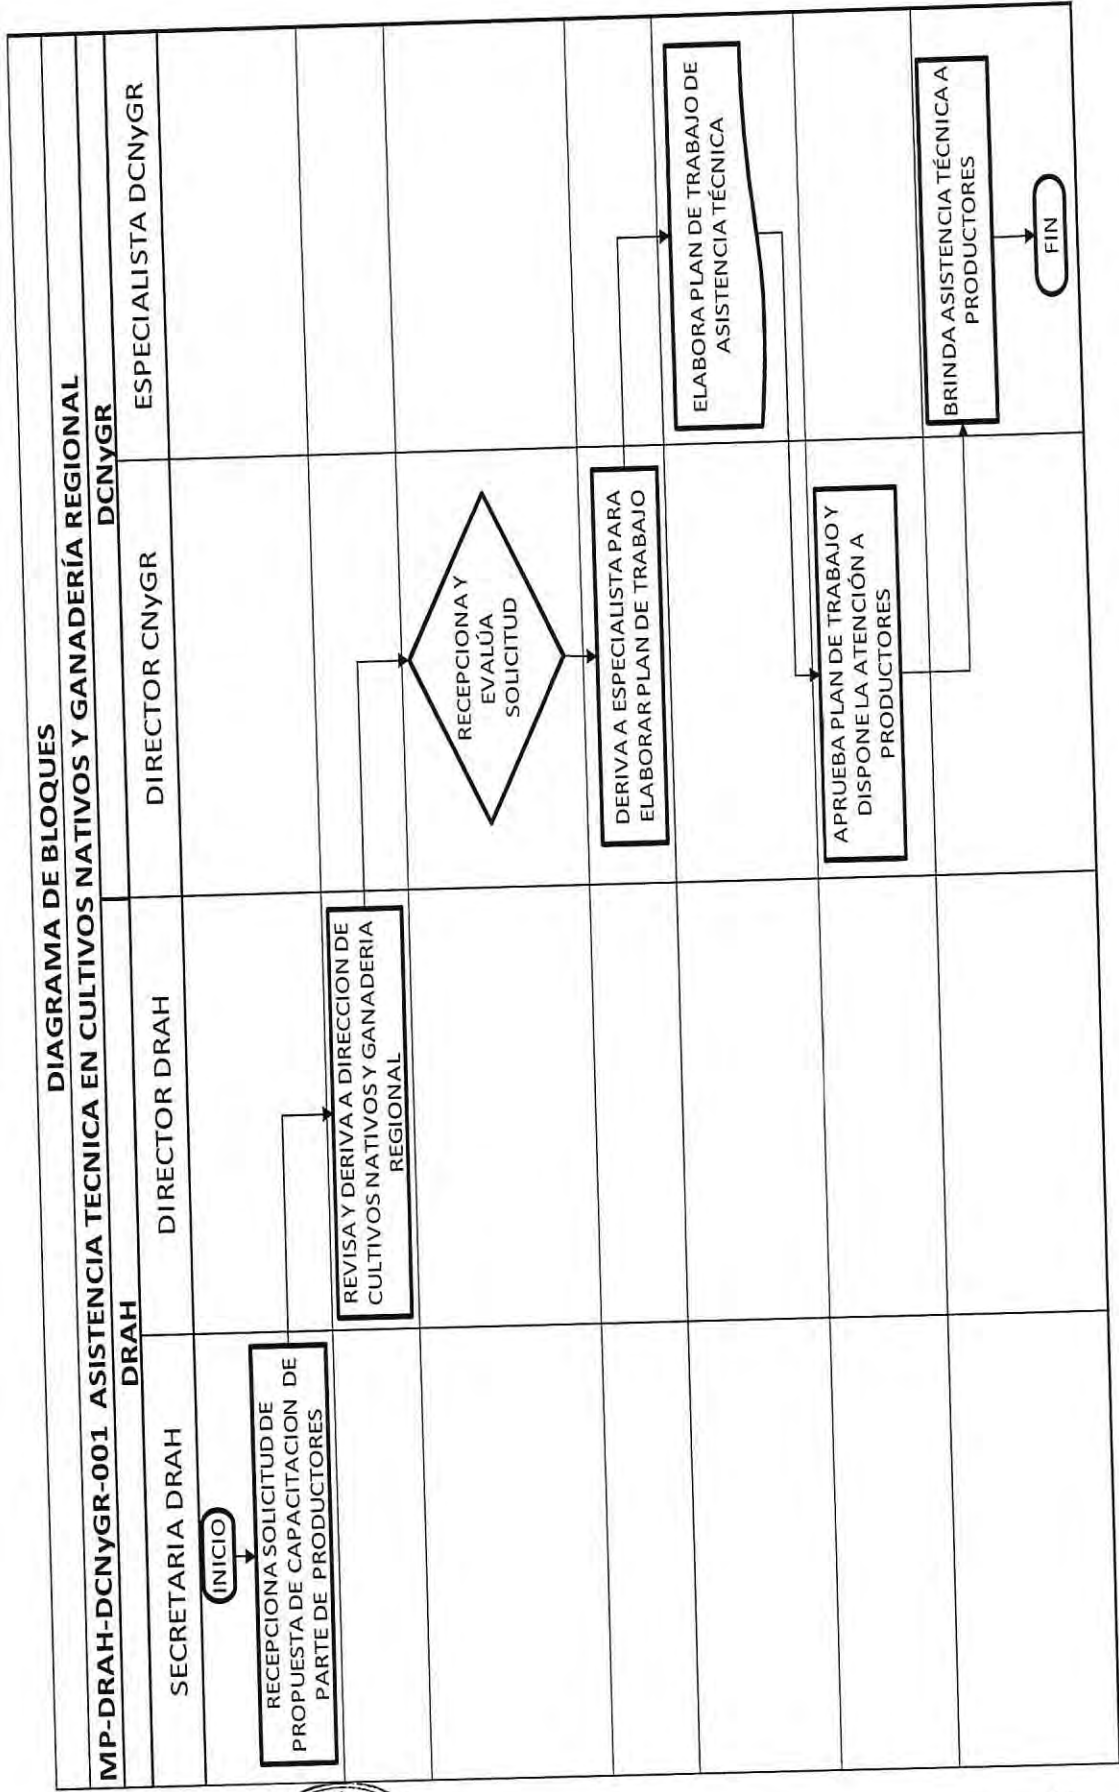 DIAGRAMA DE BLOQUES
MP-DRAH-DCNyGR-001 ASISTENCIA TECNICA EN CULTIVOS NATIVOS Y GANADERÍA REGIONAL
DRAH
DCNyGR
SECRETARIA DRAH
DIRECTOR DRAH
DIRECTOR CNyGR
ESPECIALISTA DCNyGR
INICIO
RECEPCIONA SOLICITUD DE
PROPUESTA DE CAPACITACION DE
PARTE DE PRODUCTORES
REVISA Y DERIVA A DIRECCION DE
CULTIVOS NATIVOS Y GANADERIA
REGIONAL
RECEPCIONA Y
EVALÚA
SOLICITUD
DERIVA A ESPECIALISTA PARA
ELABORAR PLAN DE TRABAJO
ELABORA PLAN DE TRABAJO DE
ASISTENCIA TÉCNICA
APRUEBA PLAN DE TRABAJO Y
DISPONE LA ATENCIÓN A
PRODUCTORES
BRINDA ASISTENCIA TÉCNICA A
PRODUCTORES
FIN